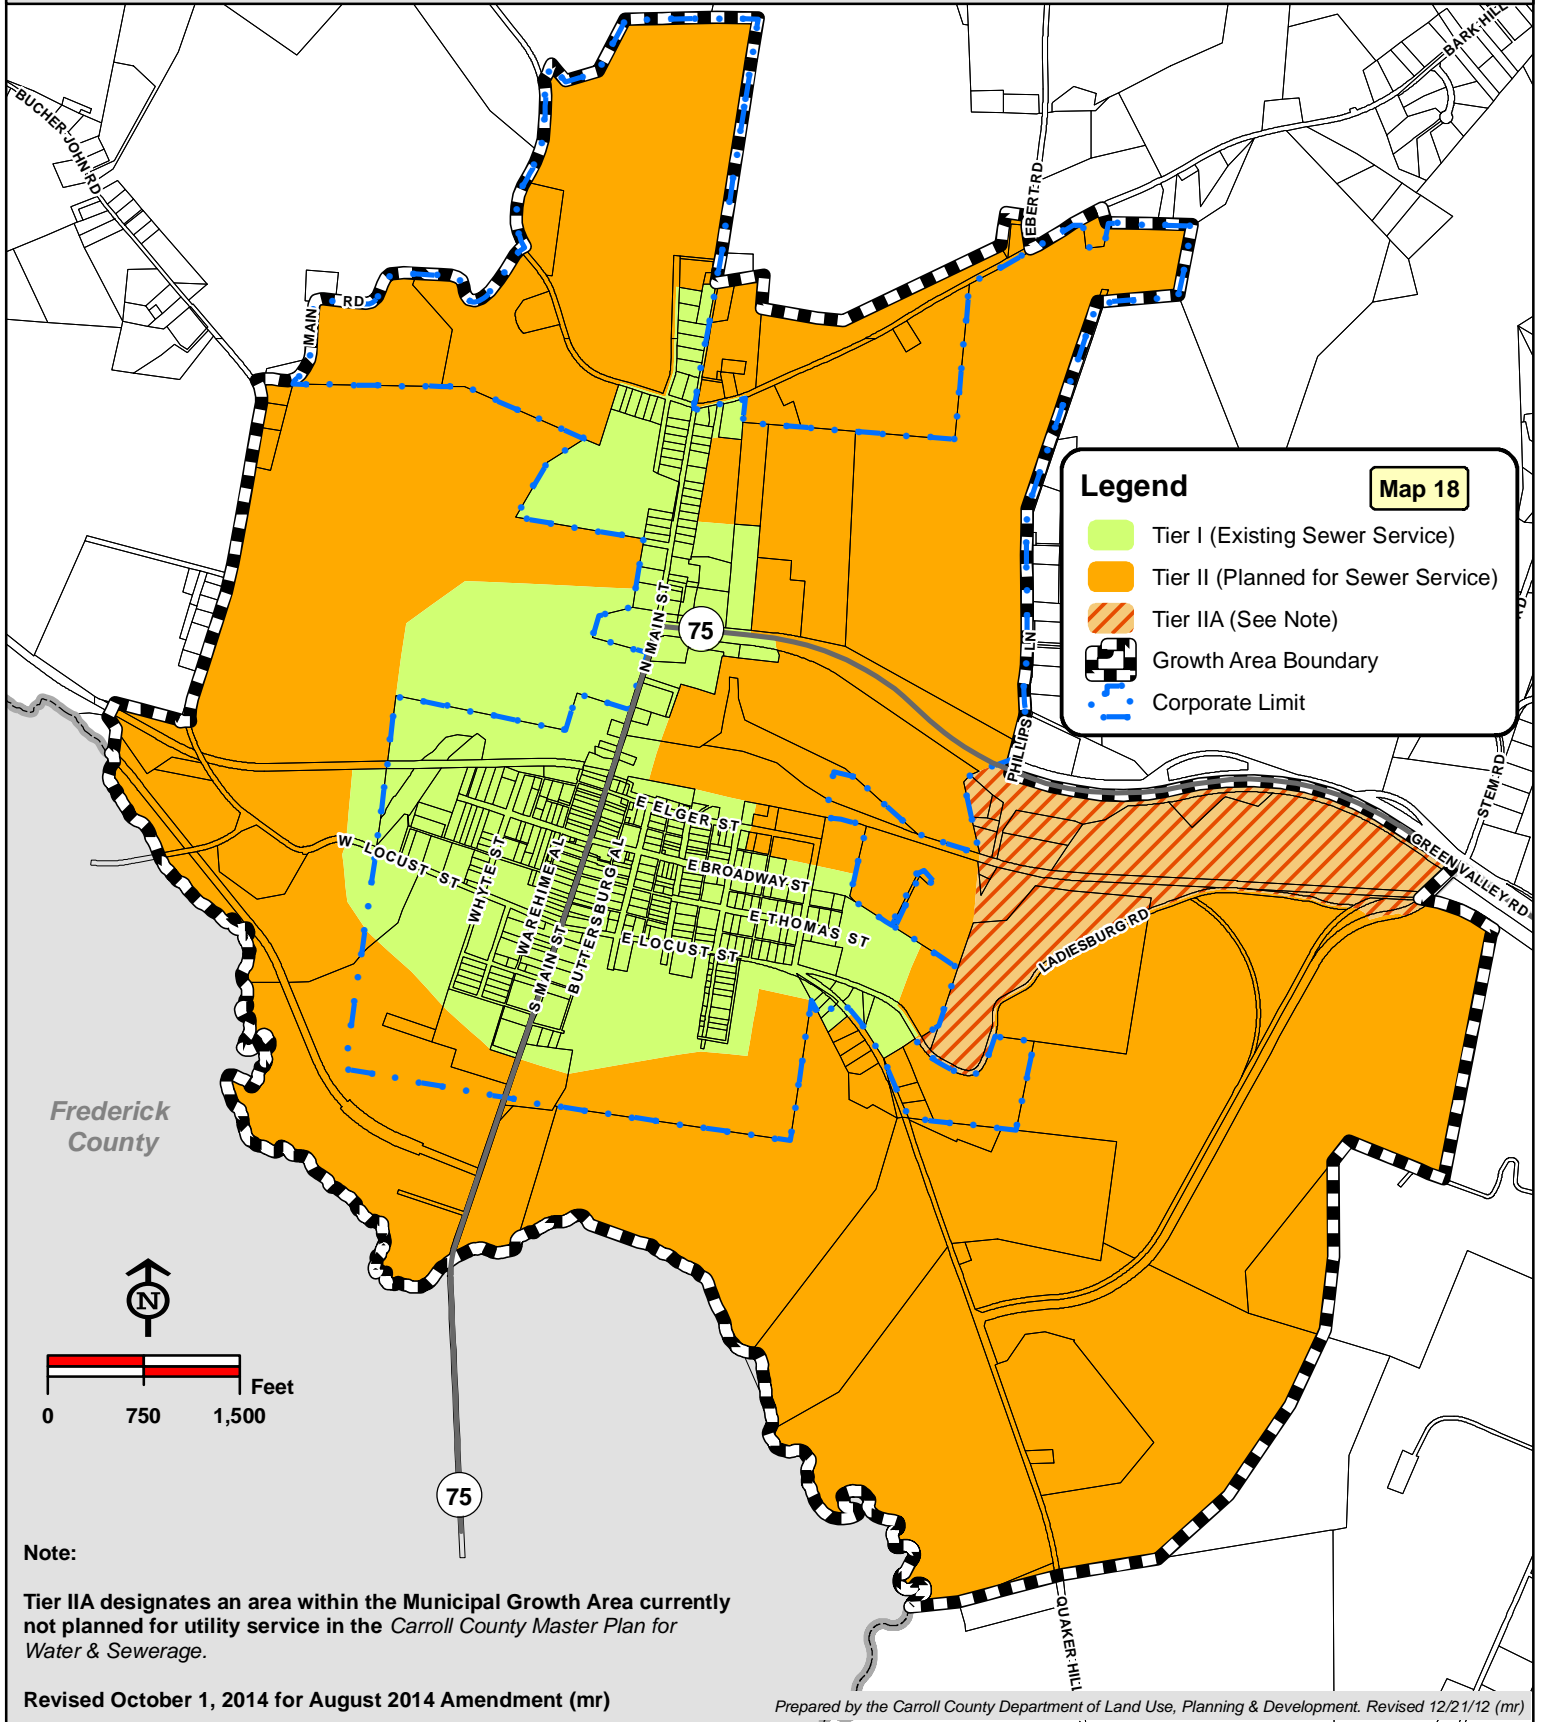 BARK HILL
BUCHER JOHN RD
EBERT RD
MAIN
RD
Legend
Map 18
Tier I (Existing Sewer Service)
Tier II (Planned for Sewer Service)
Tier IIA (See Note)
Growth Area Boundary
Corporate Limit
N MAIN ST
75
PHILLIPS LN
STEM RD
GREEN VALLEY RD
E ELGER ST
W LOCUST ST
WHYTE ST
WAREHIME AL
BUTTERSBURG AL
E BROADWAY ST
E THOMAS ST
E LOCUST ST
S MAIN ST
LADIESBURG RD
Frederick
County
N
Feet
0 750 1,500
75
QUAKER HILL
Note:
Tier IIA designates an area within the Municipal Growth Area currently
not planned for utility service in the Carroll County Master Plan for
Water & Sewerage.
Revised October 1, 2014 for August 2014 Amendment (mr)
Prepared by the Carroll County Department of Land Use, Planning & Development. Revised 12/21/12 (mr)